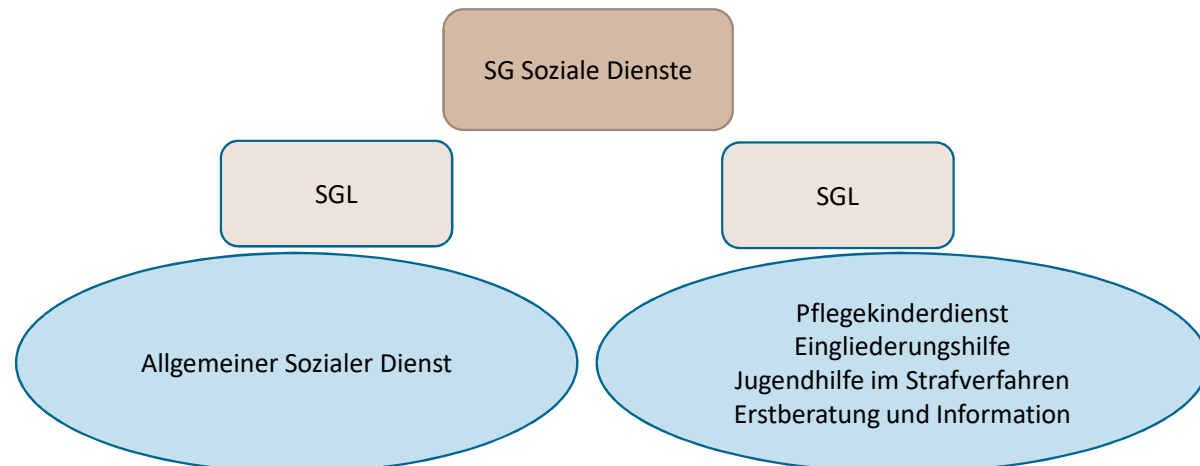 SG Soziale Dienste
SGL
SGL
Allgemeiner Sozialer Dienst
Pflegekinderdienst
Eingliederungshilfe
Jugendhilfe im Strafverfahren
Erstberatung und Information